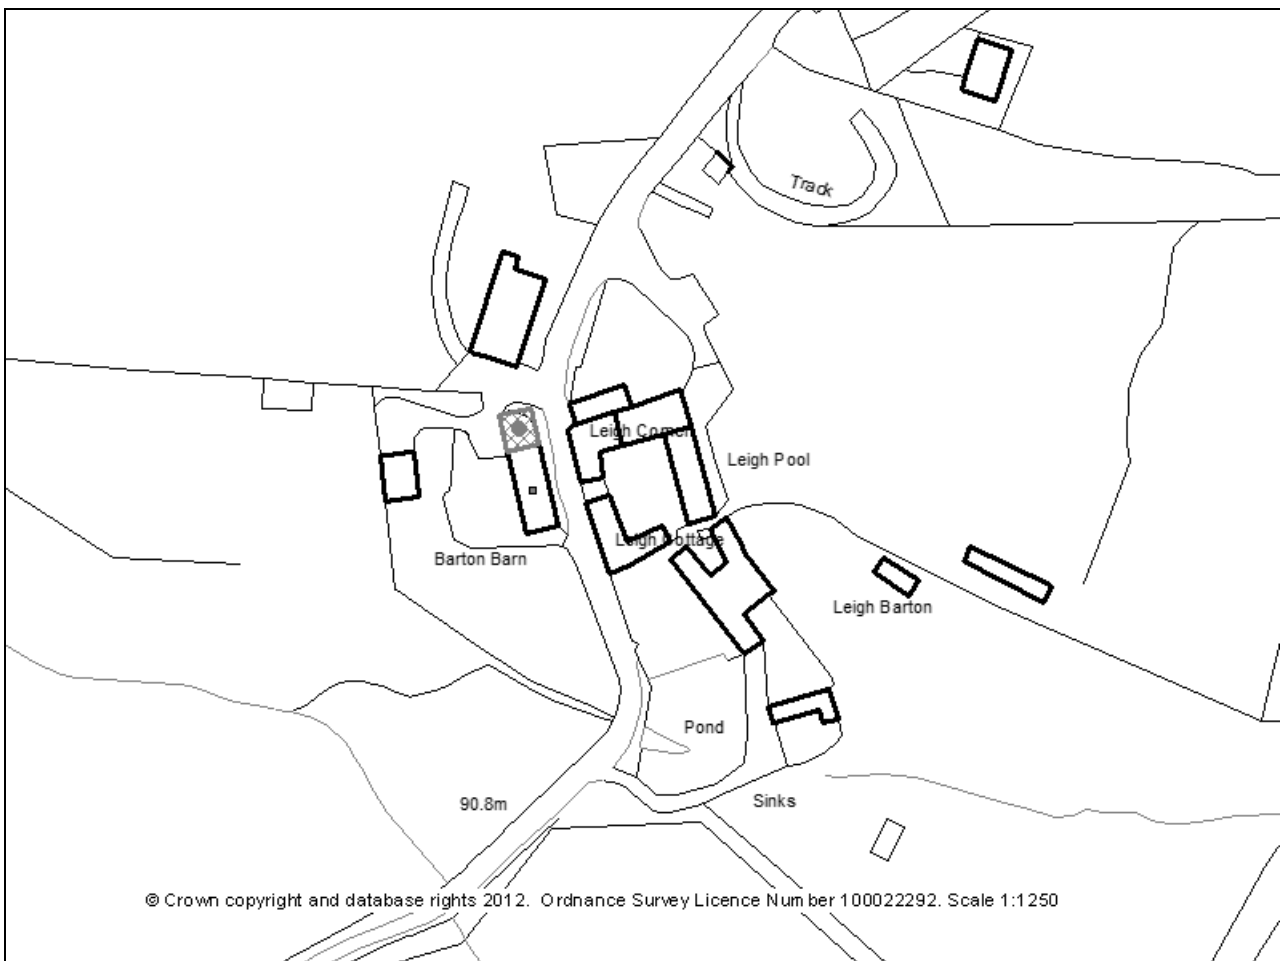 Track
Leigh Corner
Leigh Pool
Leigh Cottage
Barton Barn
Leigh Barton
Pond
90.8m
Sinks
© Crown copyright and database rights 2012. Ordnance Survey Licence Number 100022292. Scale 1:1250